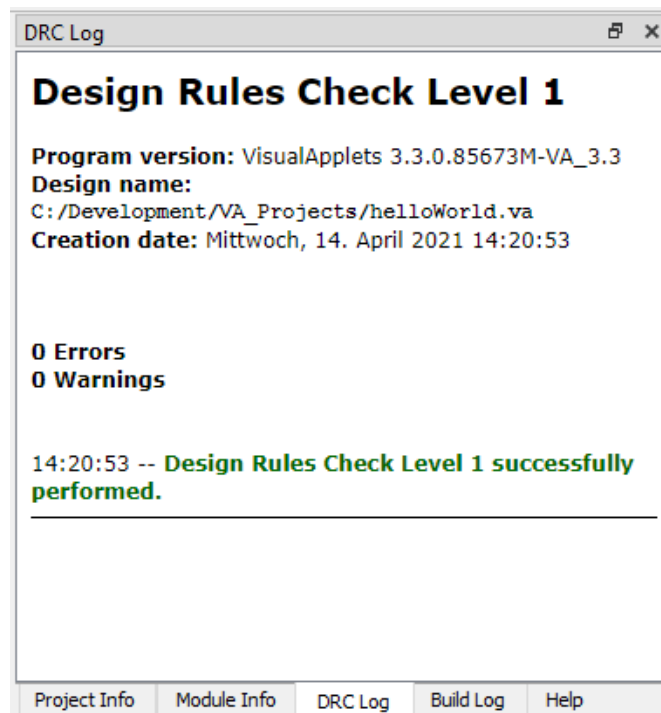 DRC Log
Design Rules Check Level 1
Program version: VisualApplets 3.3.0.85673M-VA_3.3
Design name:
C:/Development/VA_Projects/helloWorld.va
Creation date: Mittwoch, 14. April 2021 14:20:53
0 Errors
0 Warnings
14:20:53 -- Design Rules Check Level 1 successfully
performed.
Project Info Module Info DRC Log Build Log Help